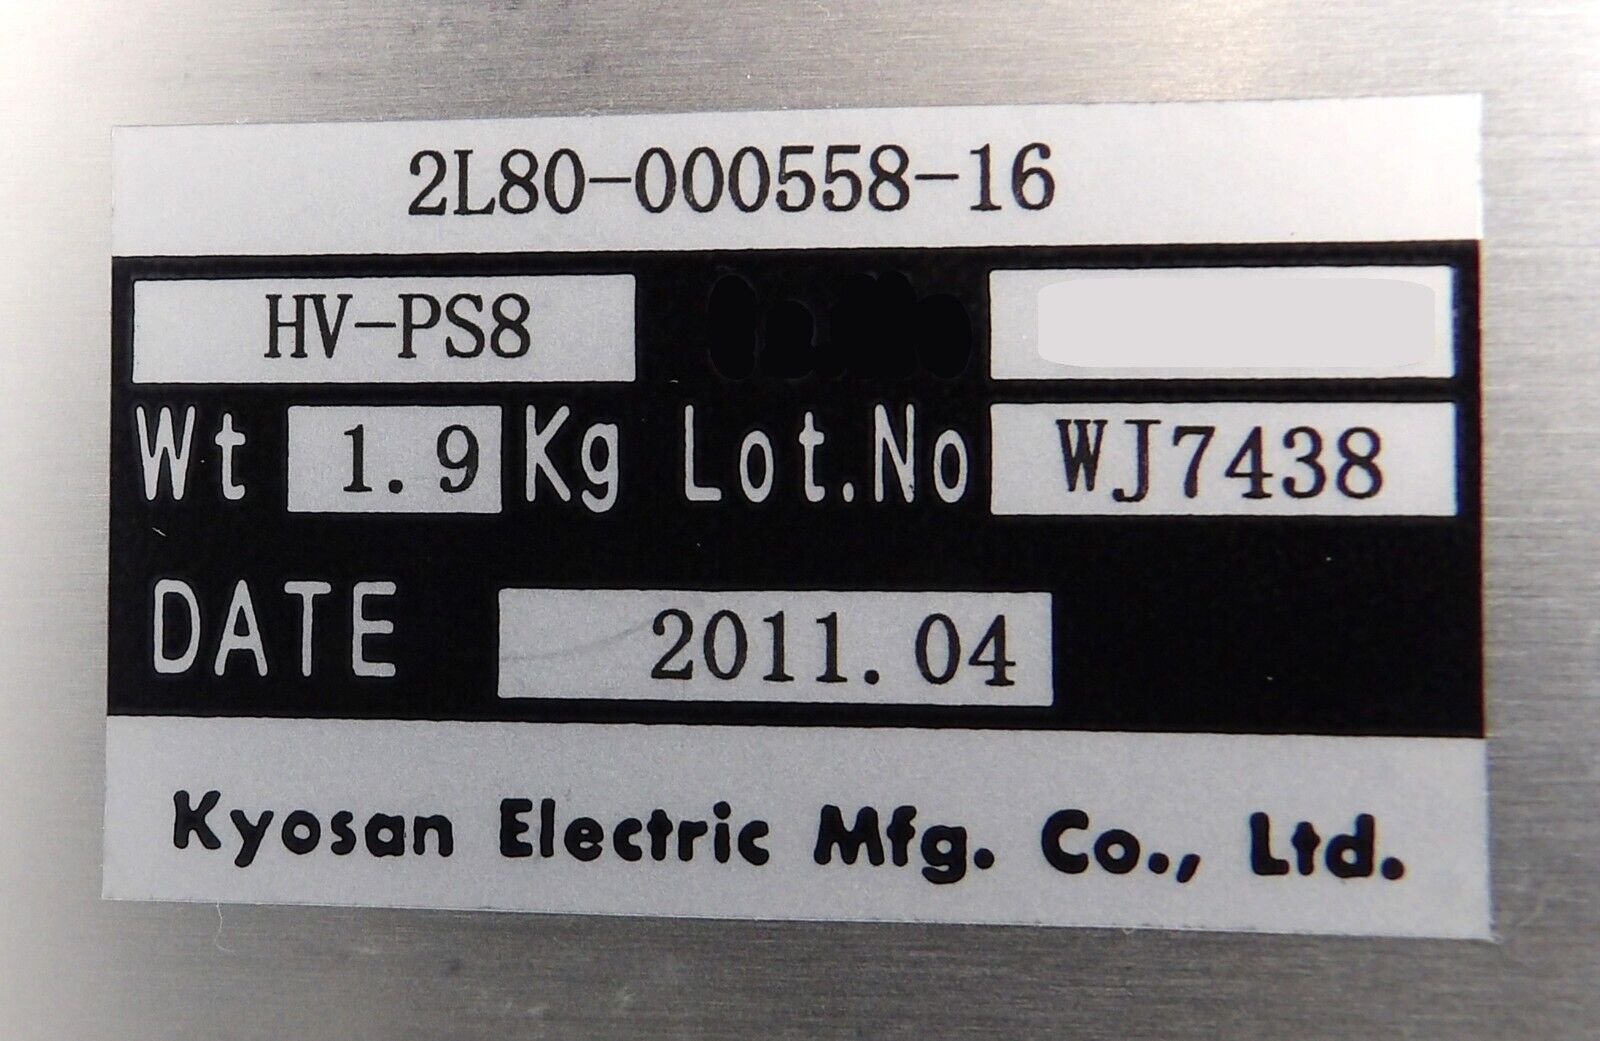 2L80-000558-16
HV-PS8
Wt 1.9 Kg Lot.No WJ7438
DATE 2011.04
Kyosan Electric Mfg. Co., Ltd.